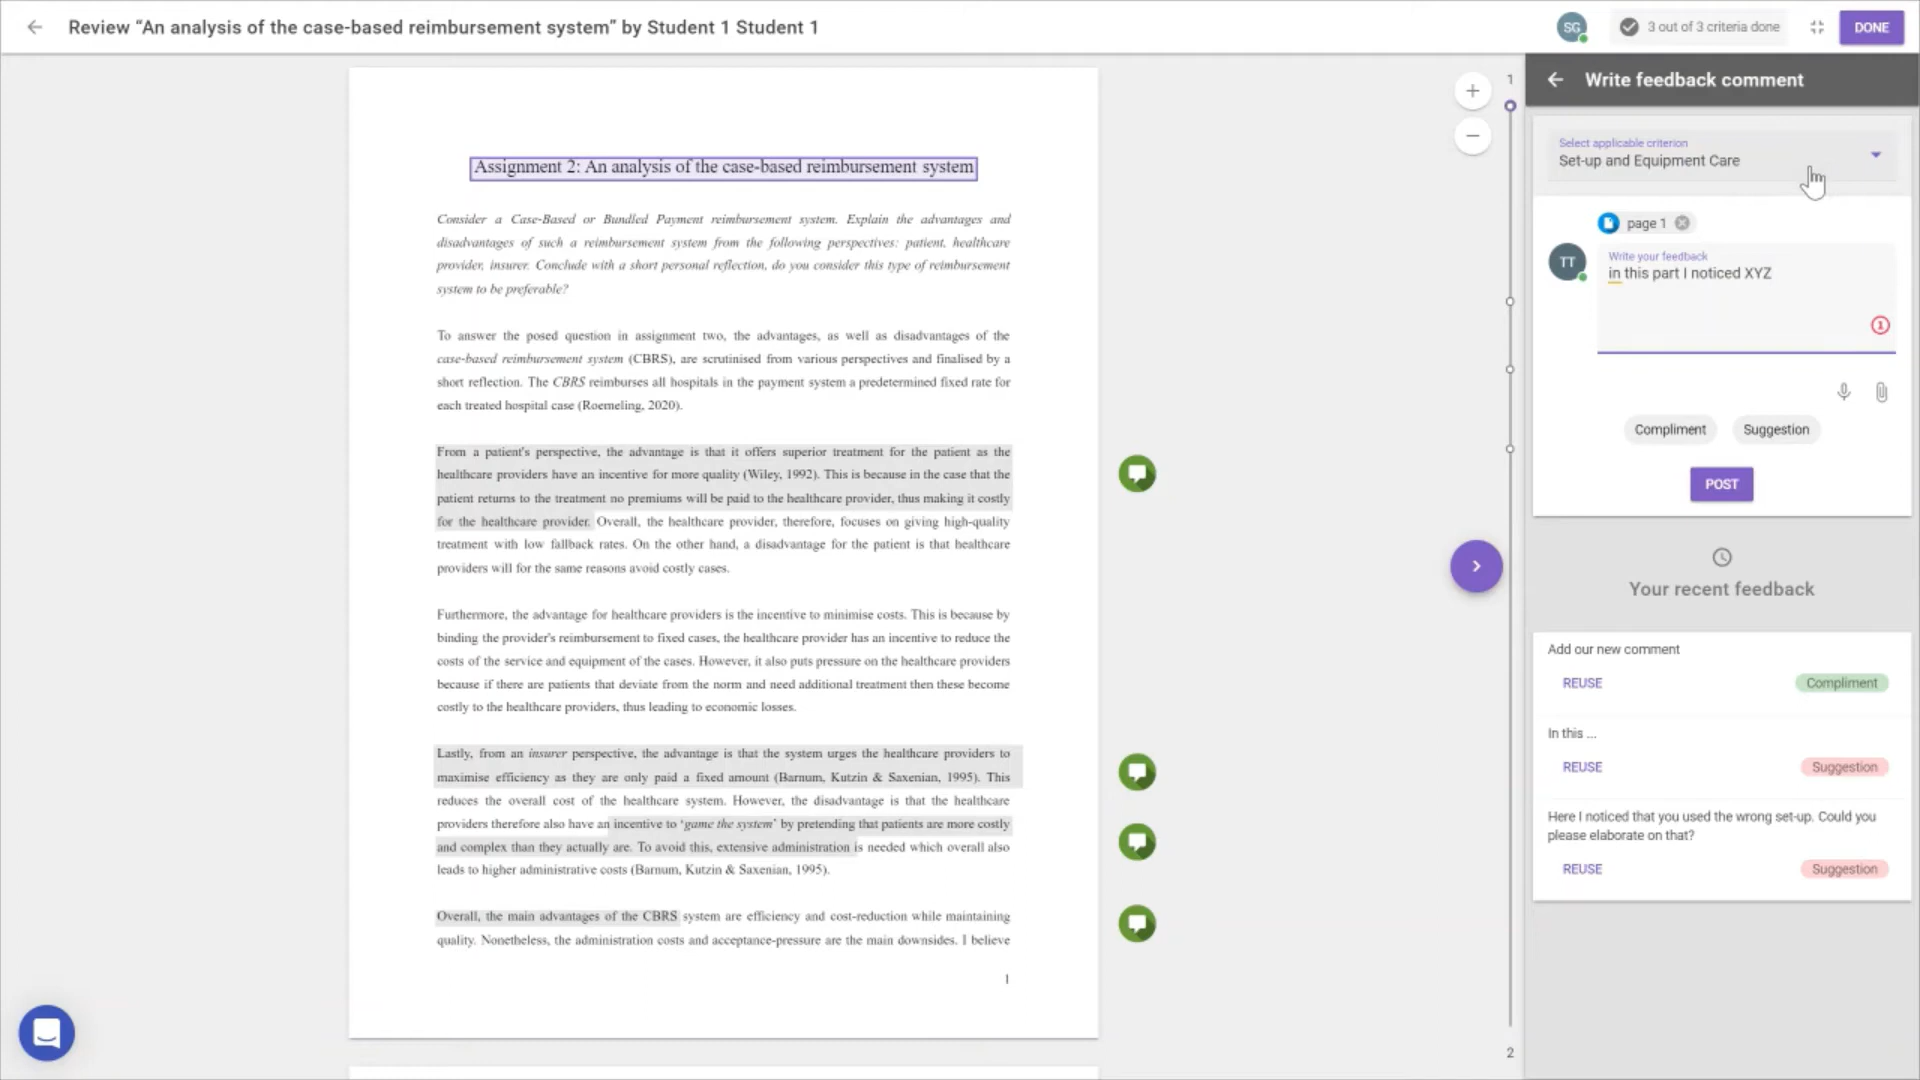 Review “An analysis of the case-based reimbursement system” by Student 1 Student 1
SG
3 out of 3 criteria done
DONE
Assignment 2: An analysis of the case-based reimbursement system
Consider a Case-Based or Bundled Payment reimbursement system. Explain the advantages and
disadvantages of such a reimbursement system from the following perspectives: patient, healthcare
provider, insurer. Conclude with a short personal reflection, do you consider this type of reimbursement
system to be preferable?
To answer the posed question in assignment two, the advantages, as well as disadvantages of the
case-based reimbursement system (CBRS), are scrutinised from various perspectives and finalised by a
short reflection. The CBRS reimburses all hospitals in the payment system a predetermined fixed rate for
each treated hospital case (Roemeling, 2020).
From a patient's perspective, the advantage is that it offers superior treatment for the patient as the
healthcare providers have an incentive for more quality (Wiley, 1992). This is because in the case that the
patient returns to the treatment no premiums will be paid to the healthcare provider, thus making it costly
for the healthcare provider. Overall, the healthcare provider, therefore, focuses on giving high-quality
treatment with low fallback rates. On the other hand, a disadvantage for the patient is that healthcare
providers will for the same reasons avoid costly cases.
Furthermore, the advantage for healthcare providers is the incentive to minimise costs. This is because by
binding the provider's reimbursement to fixed cases, the healthcare provider has an incentive to reduce the
costs of the service and equipment of the cases. However, it also puts pressure on the healthcare providers
because if there are patients that deviate from the norm and need additional treatment then these become
costly to the healthcare providers, thus leading to economic losses.
Lastly, from an insurer perspective, the advantage is that the system urges the healthcare providers to
maximise efficiency as they are only paid a fixed amount (Barnum, Kutzin & Saxenian, 1995). This
reduces the overall cost of the healthcare system. However, the disadvantage is that the healthcare
providers therefore also have an incentive to ‘game the system’ by pretending that patients are more costly
and complex than they actually are. To avoid this, extensive administration is needed which overall also
leads to higher administrative costs (Barnum, Kutzin & Saxenian, 1995).
Overall, the main advantages of the CBRS system are efficiency and cost-reduction while maintaining
quality. Nonetheless, the administration costs and acceptance-pressure are the main downsides. I believe
1
1
2
Write feedback comment
Select applicable criterion
Set-up and Equipment Care
page 1
TT
Write your feedback
in this part I noticed XYZ
1
Compliment
Suggestion
POST
Your recent feedback
Add our new comment
REUSE
Compliment
In this ...
REUSE
Suggestion
Here I noticed that you used the wrong set-up. Could you
please elaborate on that?
REUSE
Suggestion